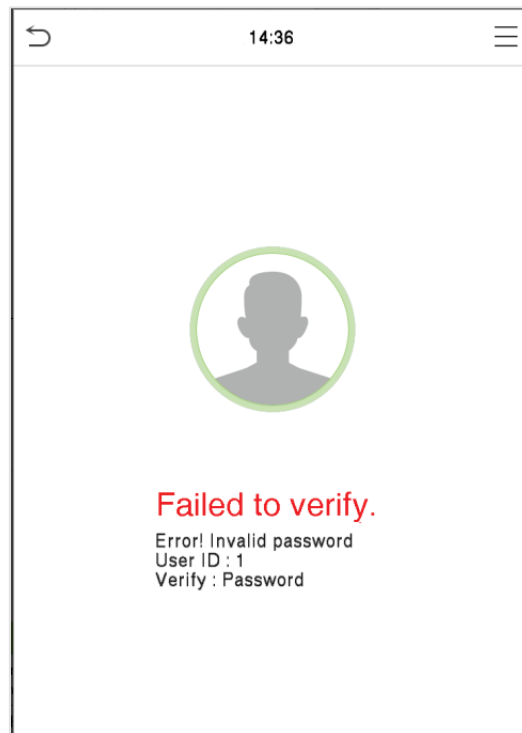 14:36
Failed to verify.
Error! Invalid password
User ID : 1
Verify : Password